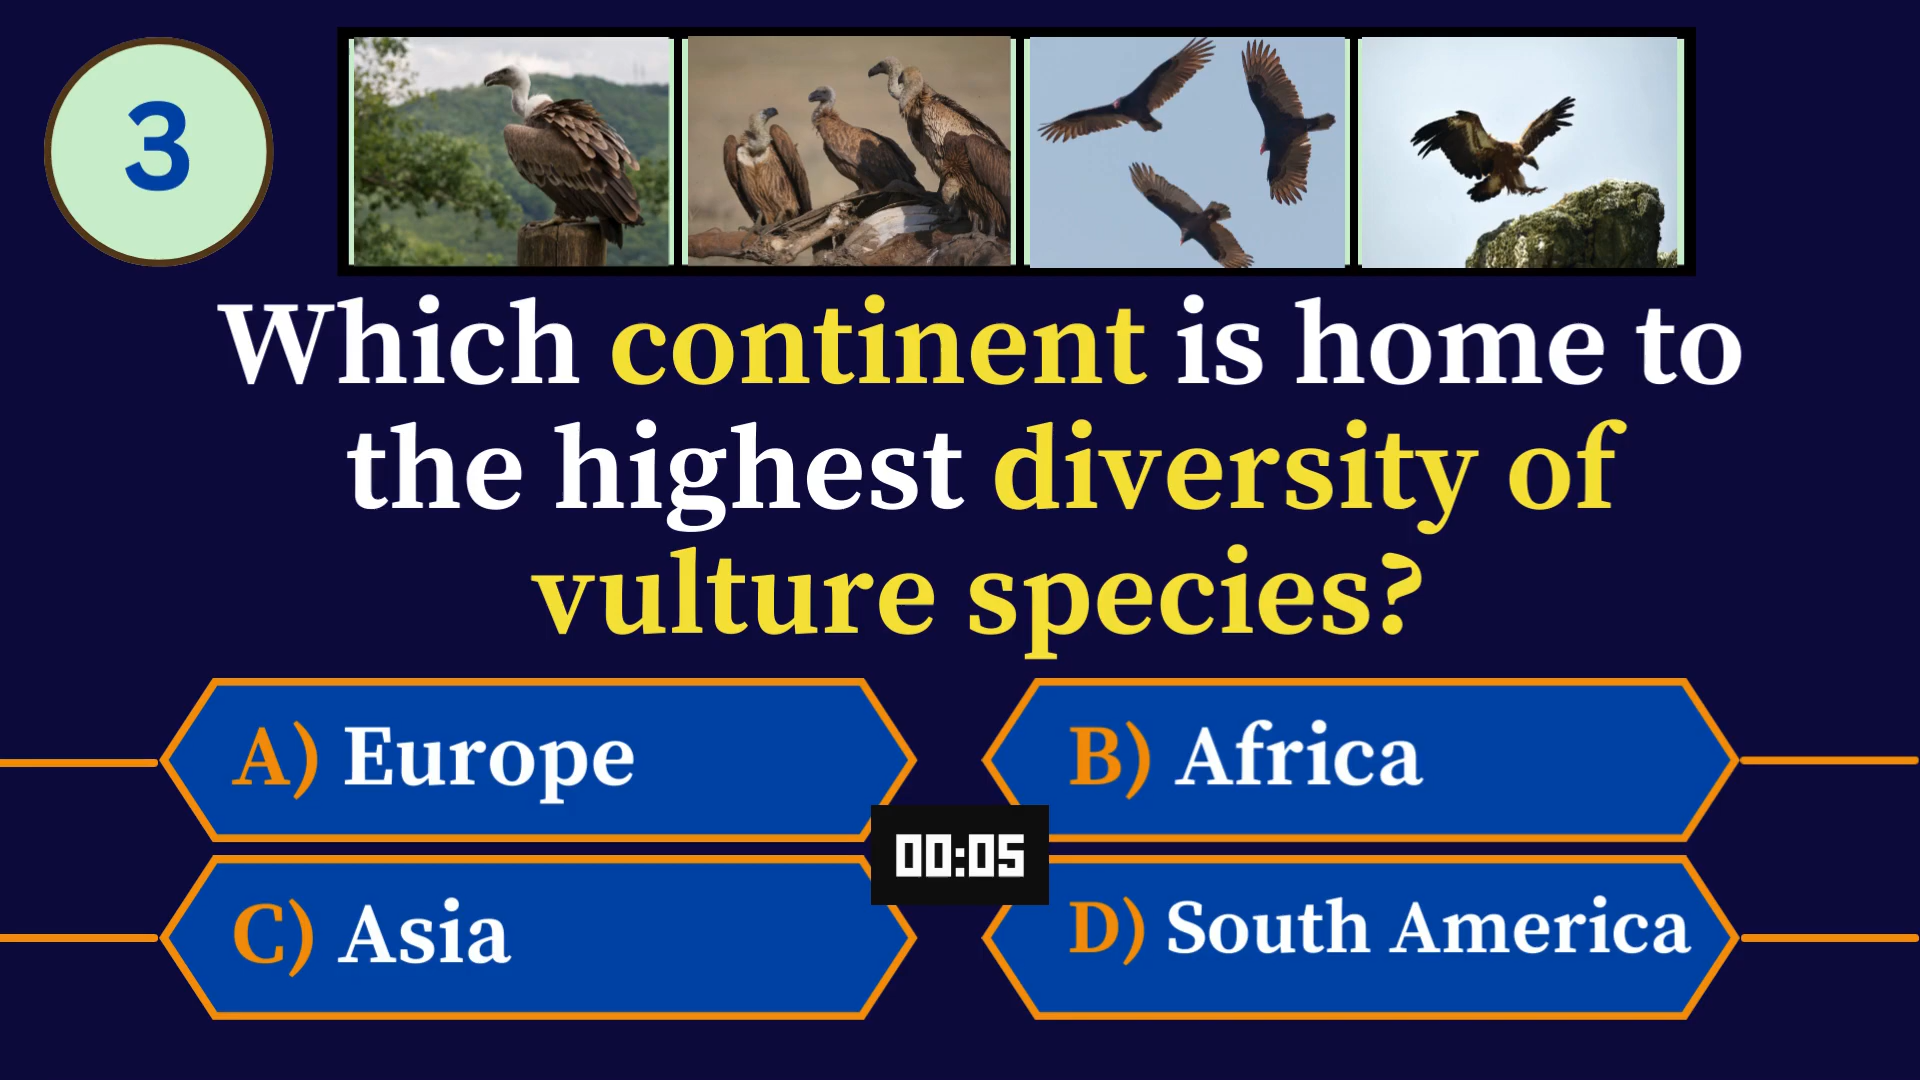 3
Which continent is home to
the highest diversity of
vulture species?
A) Europe
B) Africa
00:05
C) Asia
D) South America